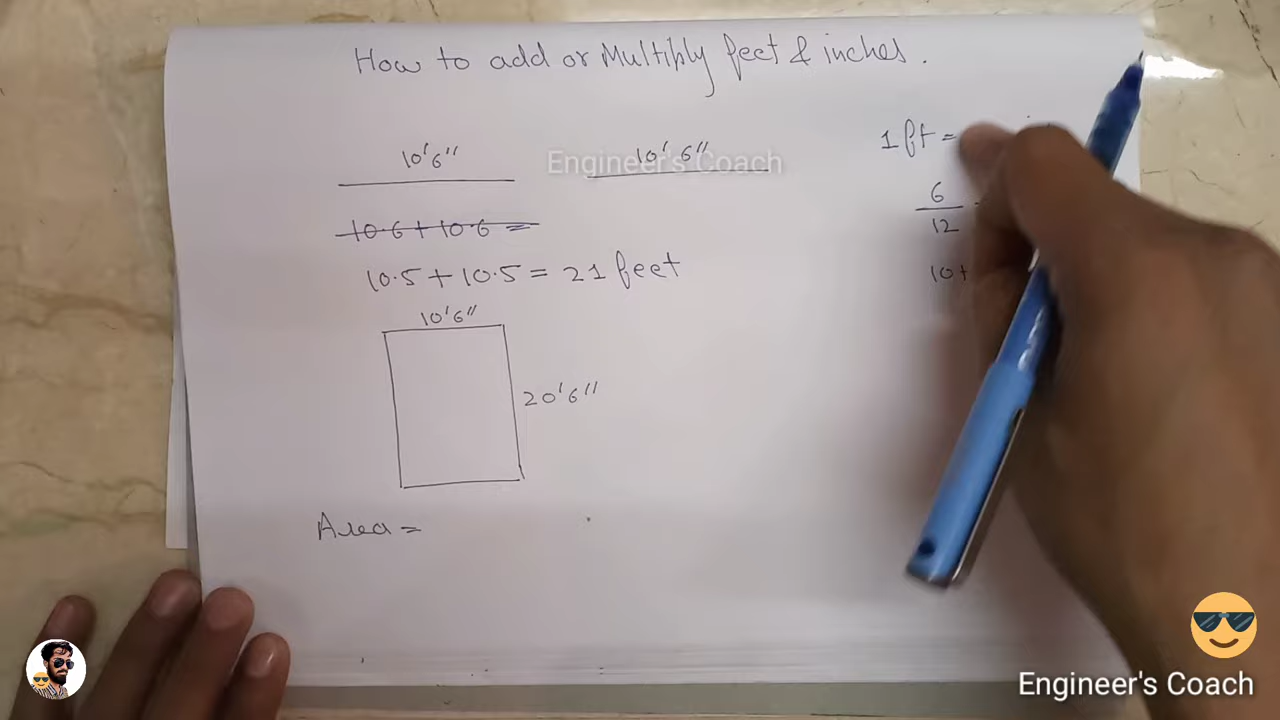 How to add or Multiply feet & inches.
10'6"
10' 6"
Engineer's Coach
1 ft =
10.6 + 10.6 =
6
12
10.5 + 10.5 = 21 feet
10 +
10'6"
20'6"
Area =
Engineer's Coach